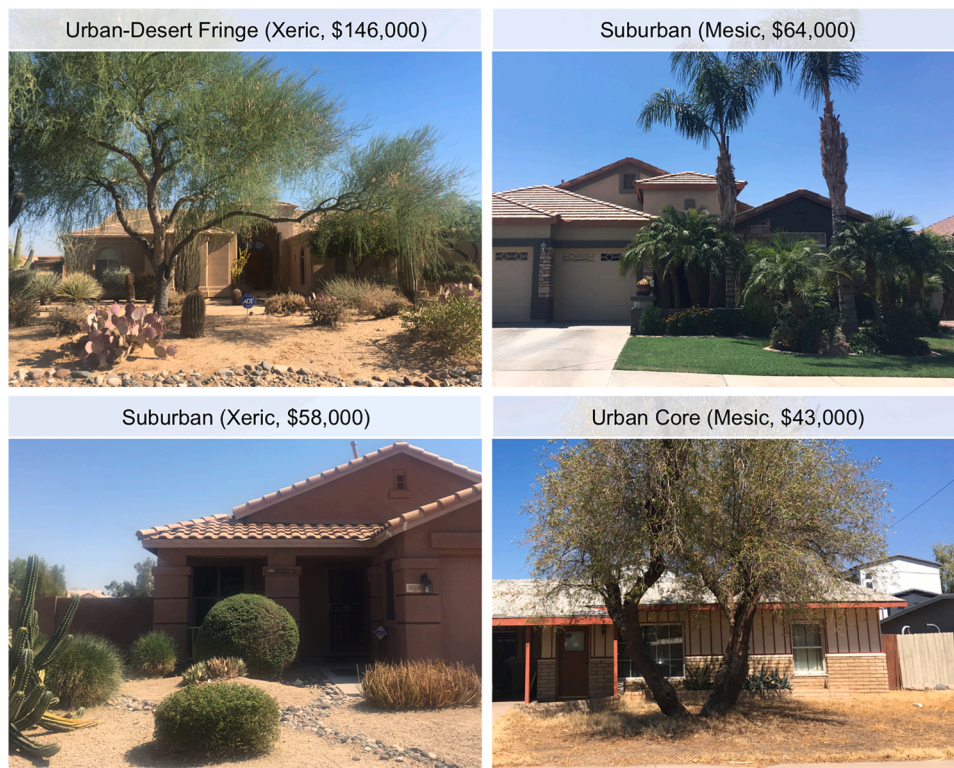 Urban-Desert Fringe (Xeric, $146,000)
Suburban (Mesic, $64,000)
ADT
Suburban (Xeric, $58,000)
Urban Core (Mesic, $43,000)